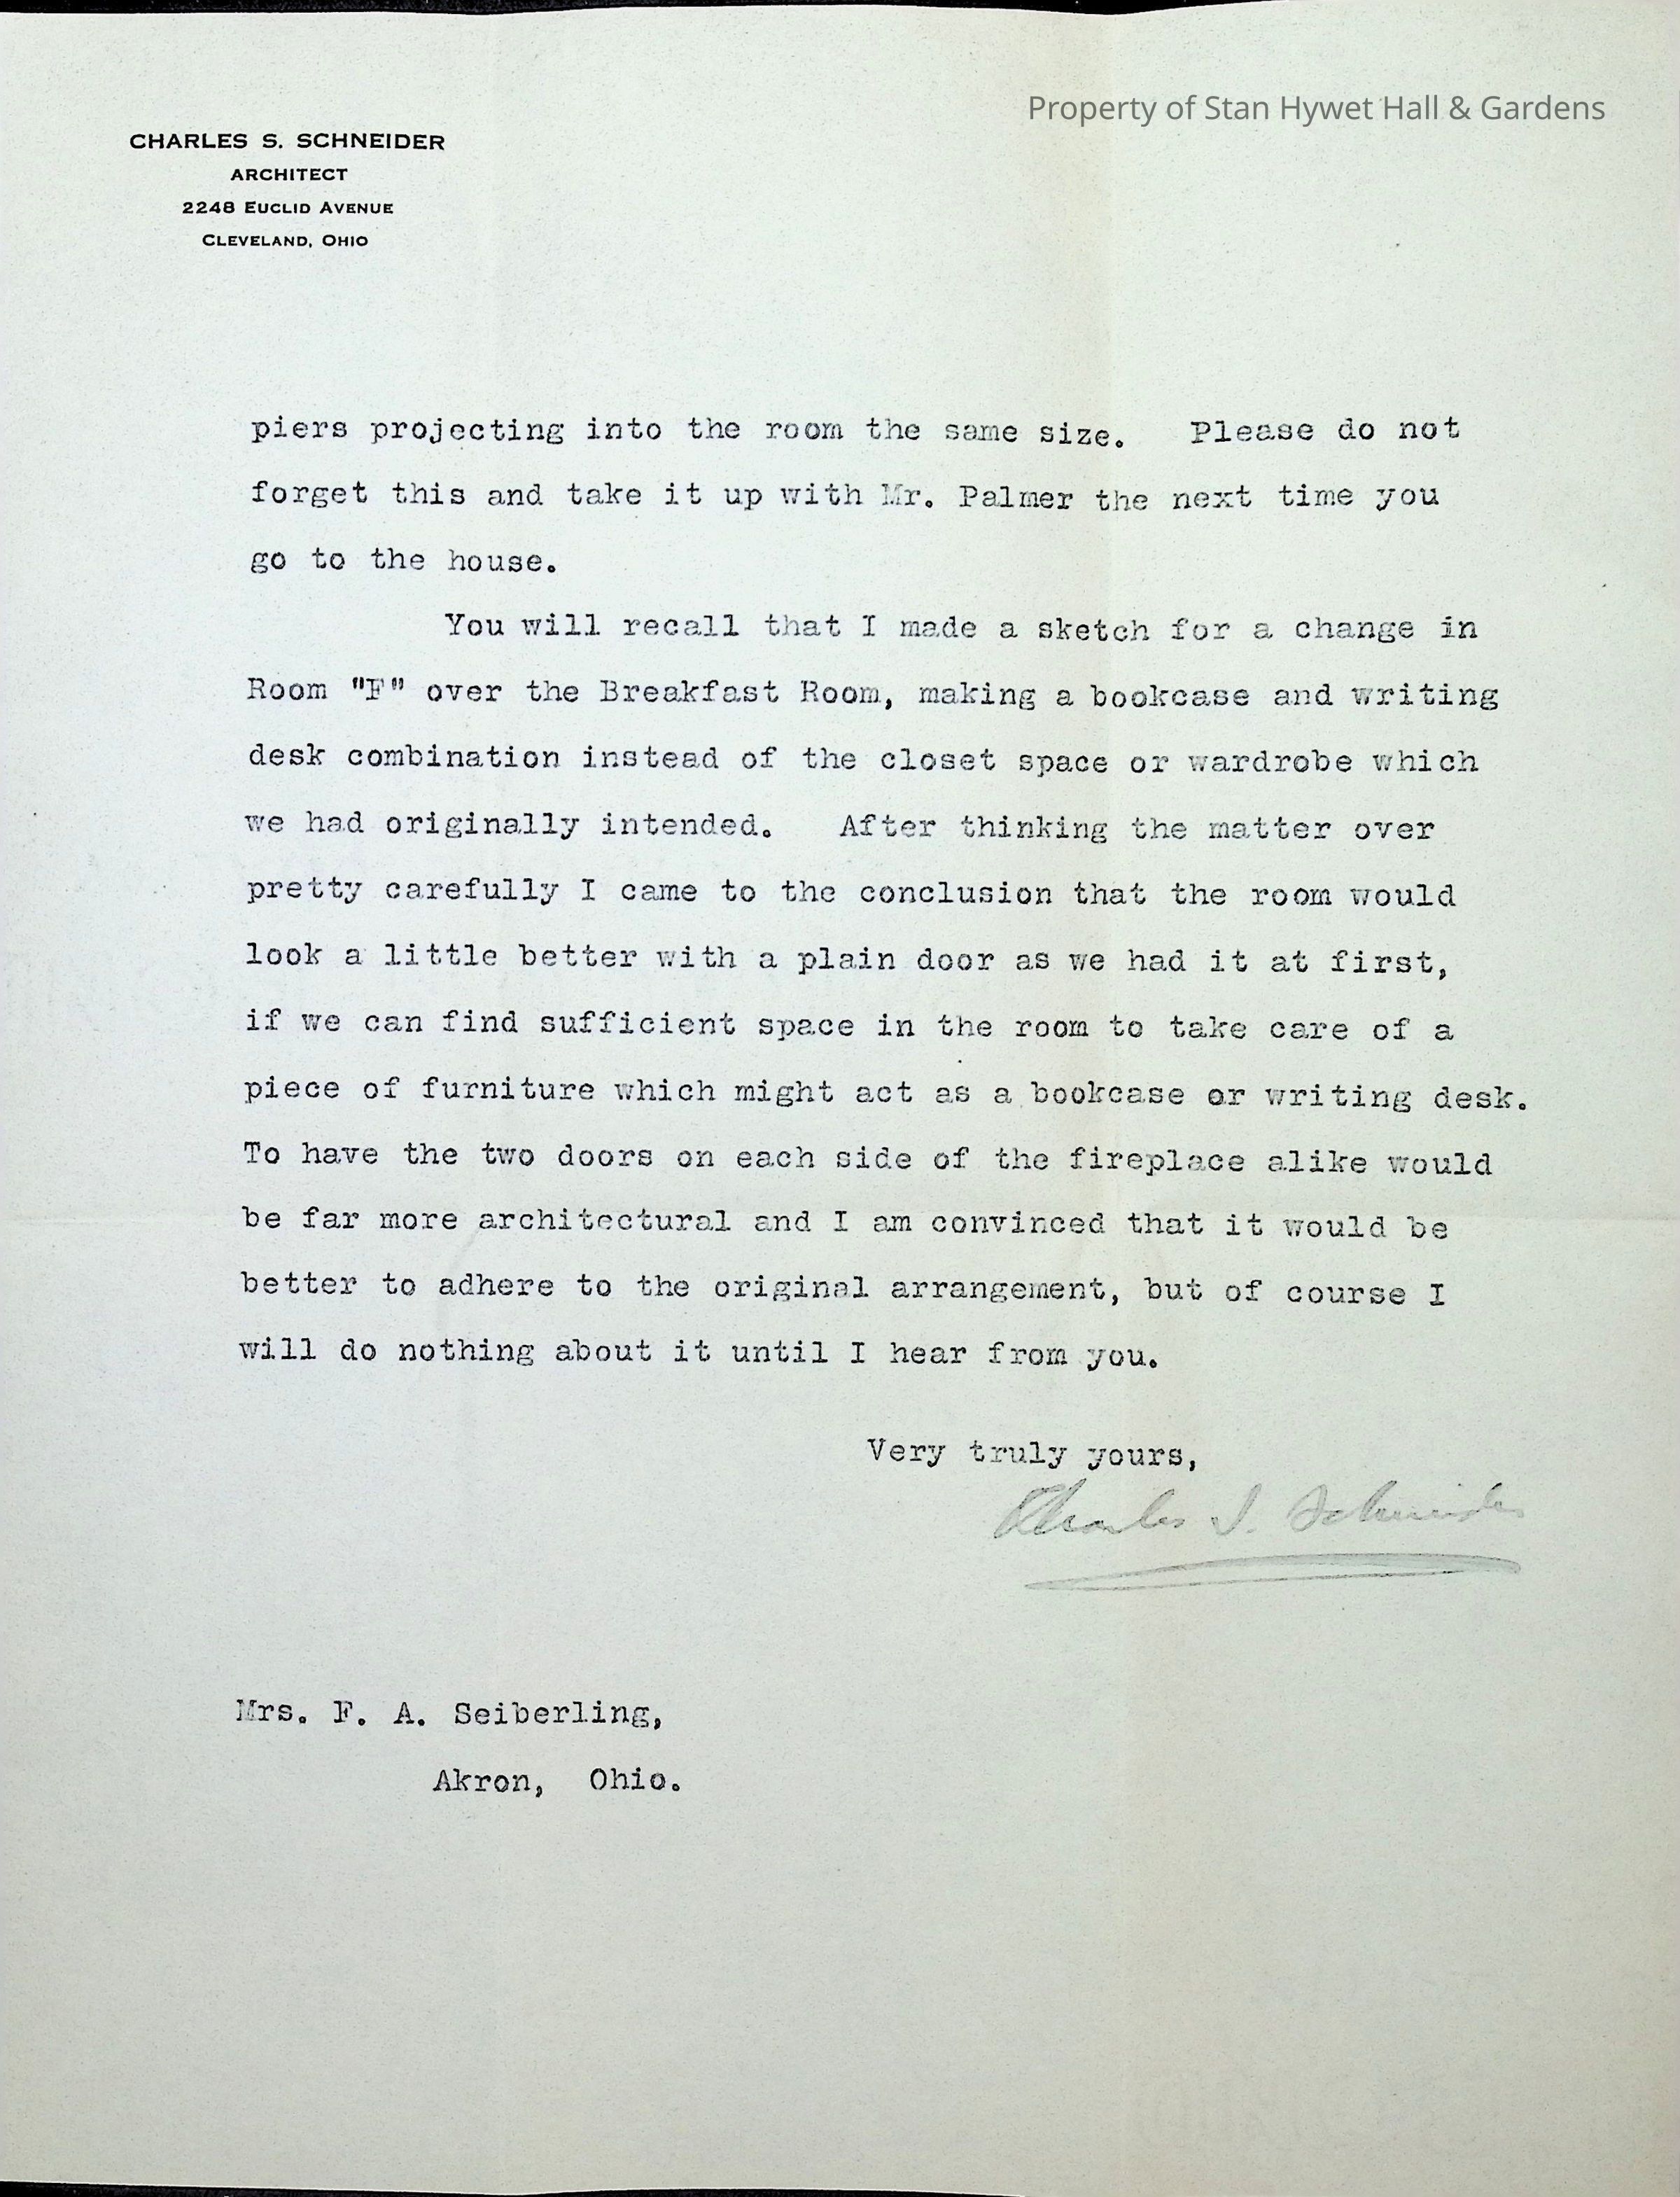 Property of Stan Hywet Hall & Gardens
CHARLES S. SCHNEIDER
ARCHITECT
2248 EUCLID AVENUE
CLEVELAND, OHIO
piers projecting into the room the same size. Please do not
forget this and take it up with Mr. Palmer the next time you
go to the house.
You will recall that I made a sketch for a change in
Room "F" over the Breakfast Room, making a bookcase and writing
desk combination instead of the closet space or wardrobe which
we had originally intended. After thinking the matter over
pretty carefully I came to the conclusion that the room would
look a little better with a plain door as we had it at first,
if we can find sufficient space in the room to take care of a
piece of furniture which might act as a bookcase or writing desk.
To have the two doors on each side of the fireplace alike would
be far more architectural and I am convinced that it would be
better to adhere to the original arrangement, but of course I
will do nothing about it until I hear from you.
Very truly yours,
Charles S. Schneider
Mrs. F. A. Seiberling,
Akron, Ohio.